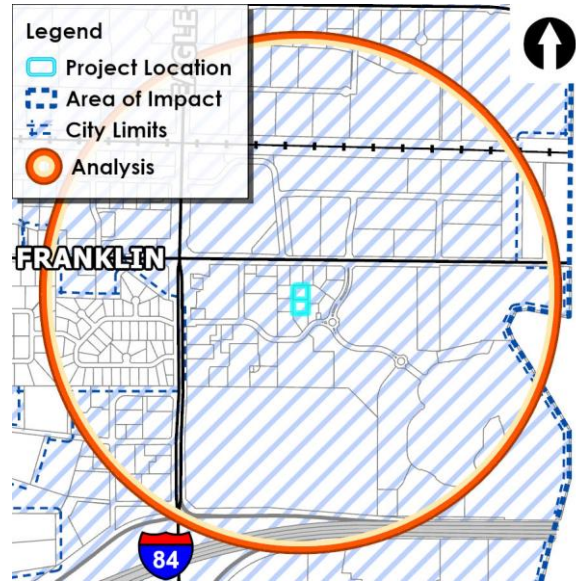 Legend
Project Location
Area of Impact
City Limits
Analysis
EAGLE
FRANKLIN
84